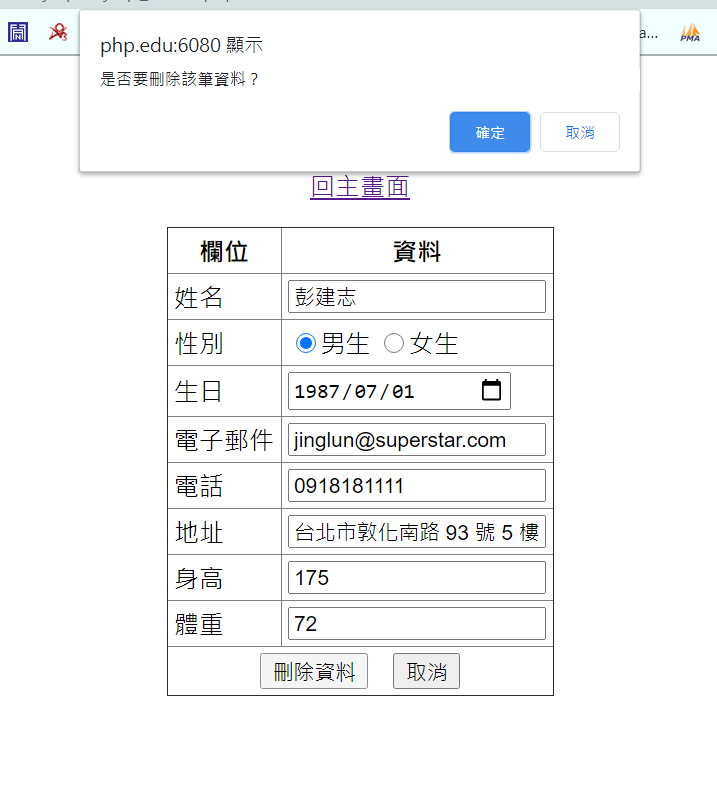 php.edu:6080 顯示
是否要刪除該筆資料？
確定 取消
a...
PMA
回主畫面
欄位 資料
姓名 彭建志
性別 男生 女生
生日 1987/07/01
電子郵件 jinglun@superstar.com
電話 0918181111
地址 台北市敦化南路 93 號 5 樓
身高 175
體重 72
刪除資料 取消